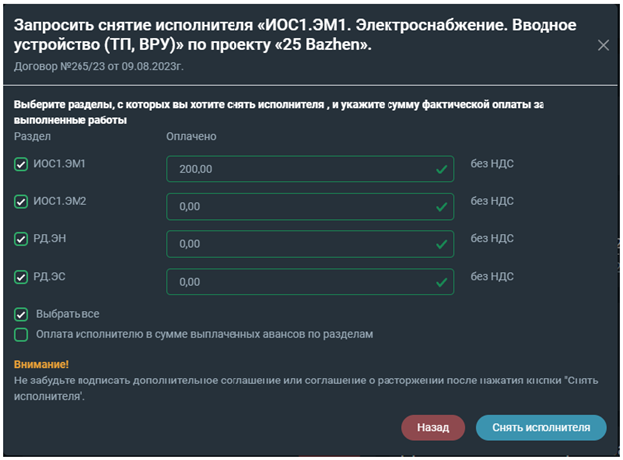 Запросить снятие исполнителя «ИОС1.ЭМ1. Электроснабжение. Вводное
устройство (ТП, ВРУ)» по проекту «25 Bazhen».
Договор №265/23 от 09.08.2023г.
Выберите разделы, с которых вы хотите снять исполнителя , и укажите сумму фактической оплаты за
выполненные работы
Раздел Оплачено
ИОС1.ЭМ1 200,00 без НДС
ИОС1.ЭМ2 0,00 без НДС
РД.ЭН 0,00 без НДС
РД.ЭС 0,00 без НДС
Выбрать все
Оплата исполнителю в сумме выплаченных авансов по разделам
Внимание!
Не забудьте подписать дополнительное соглашение или соглашение о расторжении после нажатия кнопки "Снять
исполнителя".
Назад Снять исполнителя